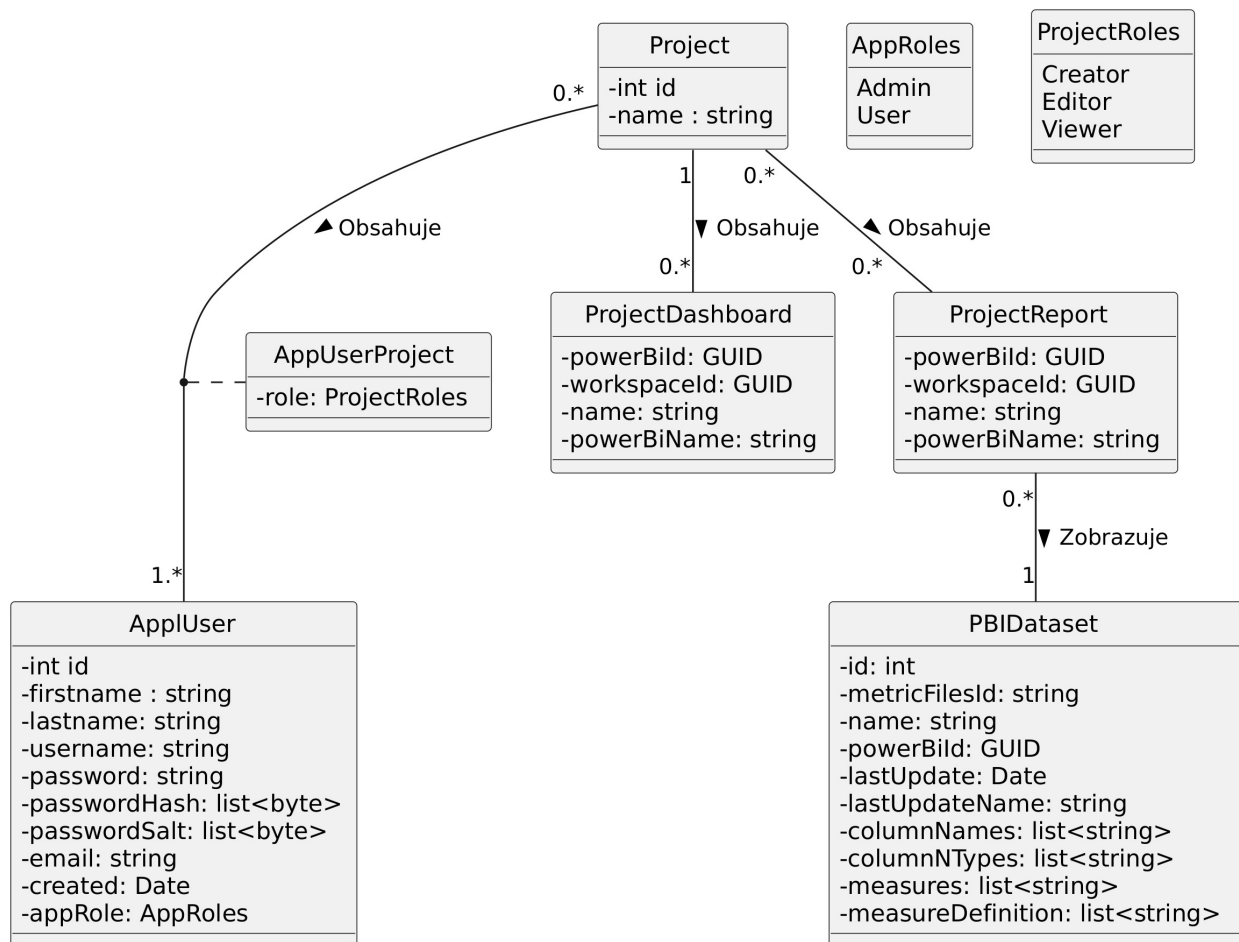 Project
-int id
-name : string
AppRoles
Admin
User
ProjectRoles
Creator
Editor
Viewer
0.*
1
0.*
Obsahuje
Obsahuje
Obsahuje
0.*
0.*
AppUserProject
-role: ProjectRoles
ProjectDashboard
-powerBiId: GUID
-workspaceId: GUID
-name: string
-powerBiName: string
ProjectReport
-powerBiId: GUID
-workspaceId: GUID
-name: string
-powerBiName: string
0.*
Zobrazuje
1.*
1
ApplUser
-int id
-firstname : string
-lastname: string
-username: string
-password: string
-passwordHash: list<byte>
-passwordSalt: list<byte>
-email: string
-created: Date
-appRole: AppRoles
PBIDataset
-id: int
-metricFilesId: string
-name: string
-powerBiId: GUID
-lastUpdate: Date
-lastUpdateName: string
-columnNames: list<string>
-columnNTypes: list<string>
-measures: list<string>
-measureDefinition: list<string>